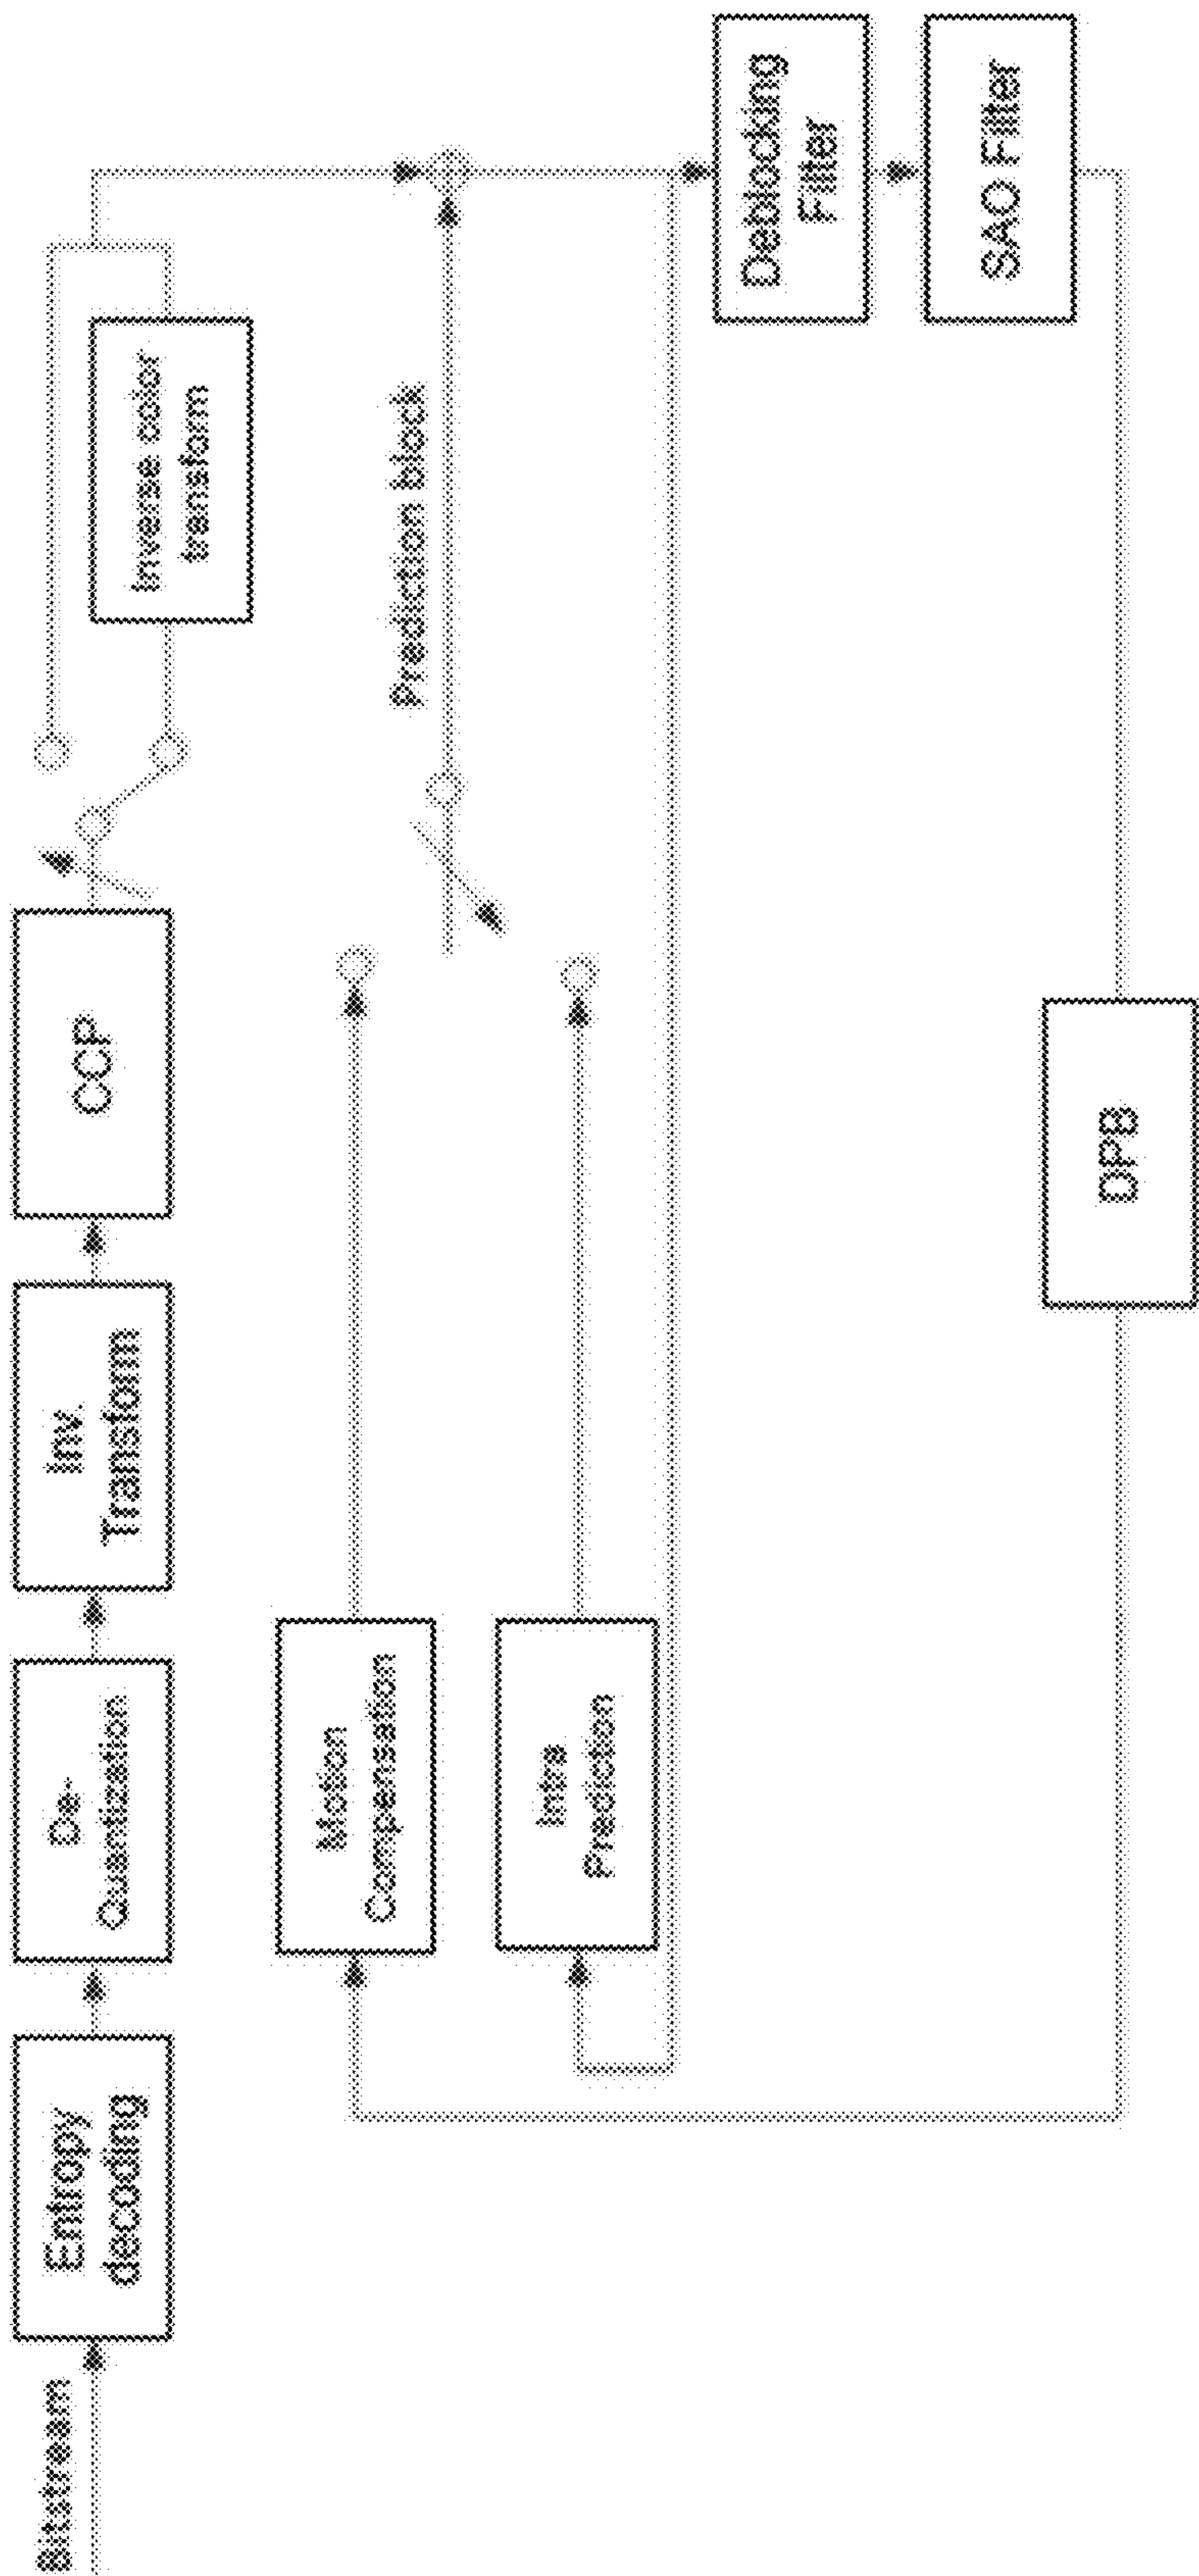 Bitstream
Entropy
decoding
De-
Quantization
Inv.
Transform
CCP
Inverse color
transform
Motion
Compensation
Prediction block
Intra
Prediction
Deblocking
Filter
SAO Filter
DPB